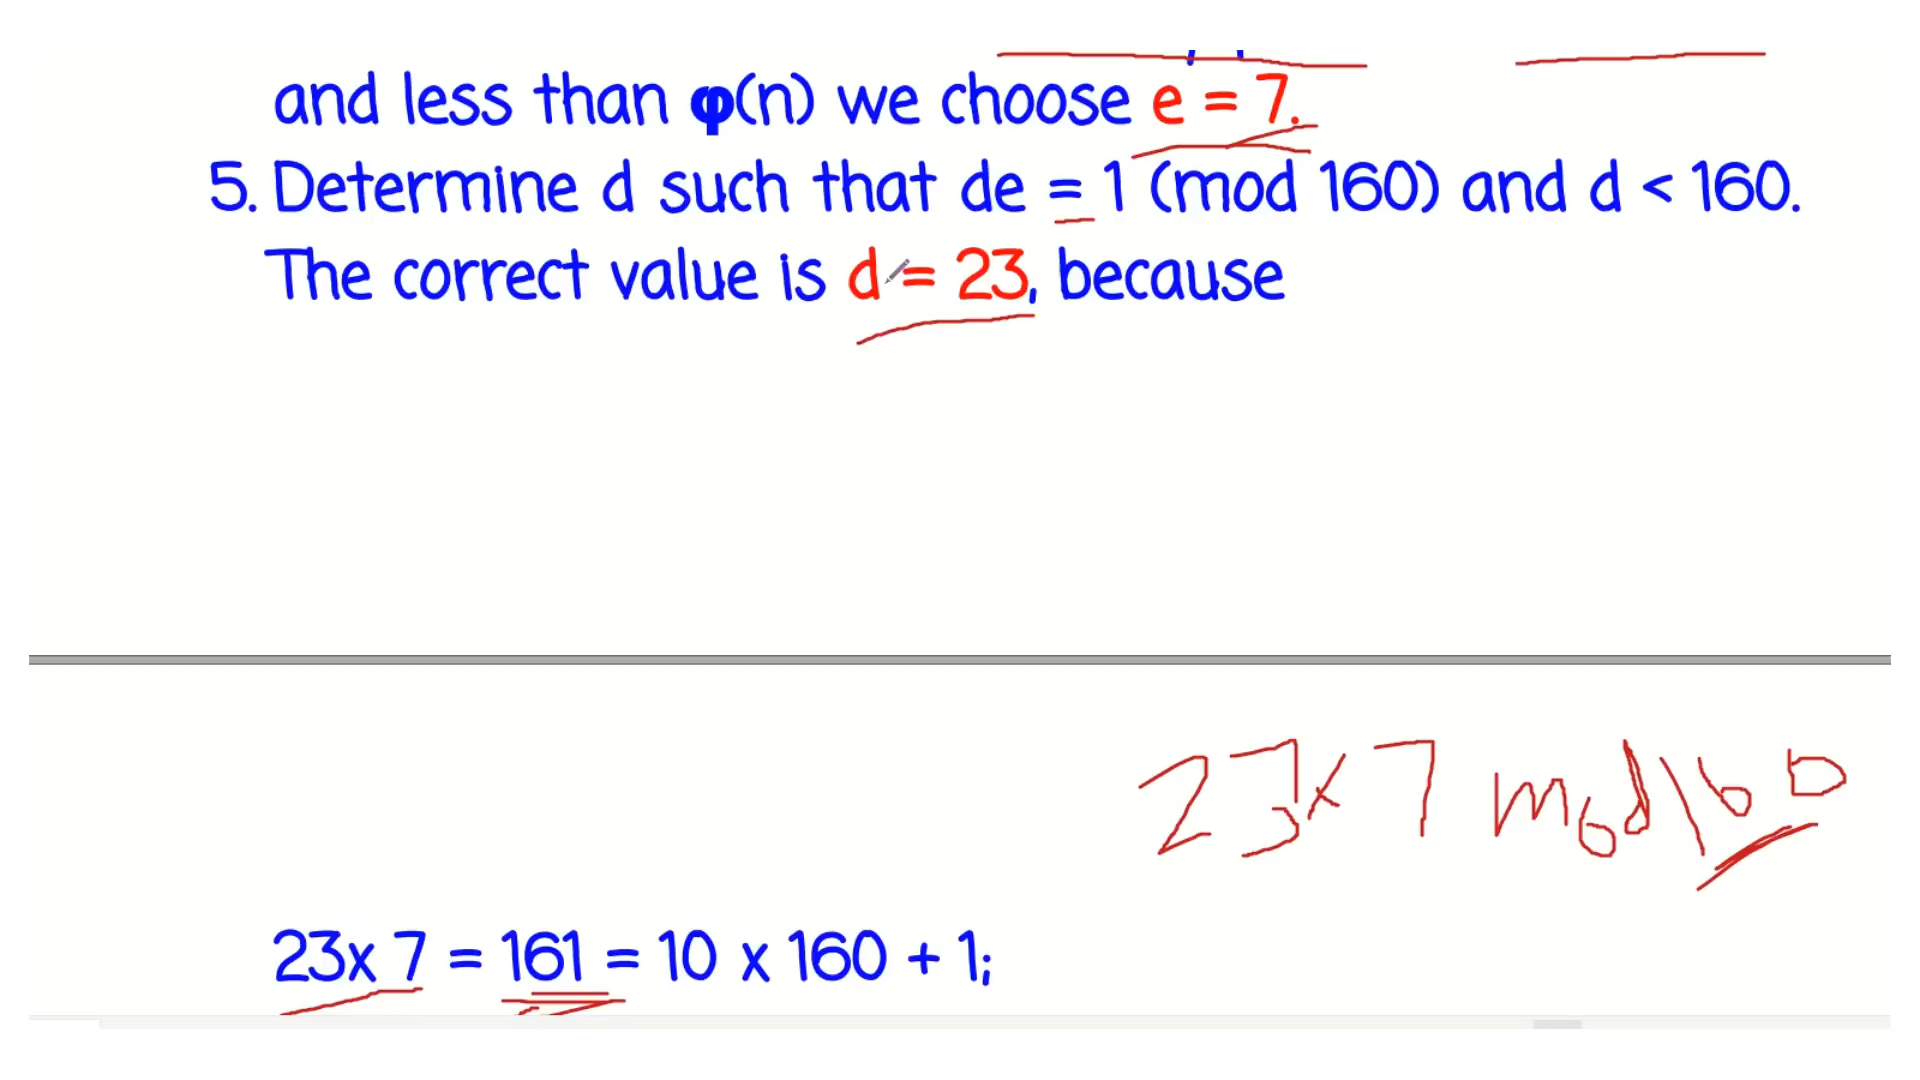 and less than φ(n) we choose e = 7.
5. Determine d such that de = 1 (mod 160) and d < 160.
The correct value is d = 23, because
23x7 mod 160
23x 7 = 161 = 10 x 160 + 1;